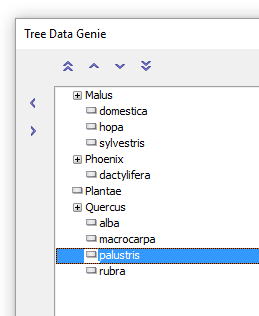 Tree Data Genie
Malus
domestica
hopa
sylvestris
Phoenix
dactylifera
Plantae
Quercus
alba
macrocarpa
palustris
rubra